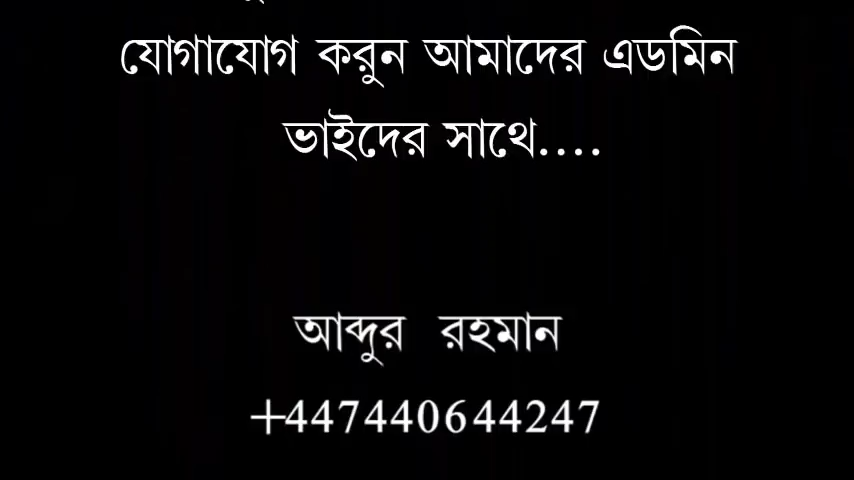 যোগাযোগ করুন আমাদের এডমিন
ভাইদের সাথে....
আব্দুর রহমান
+447440644247